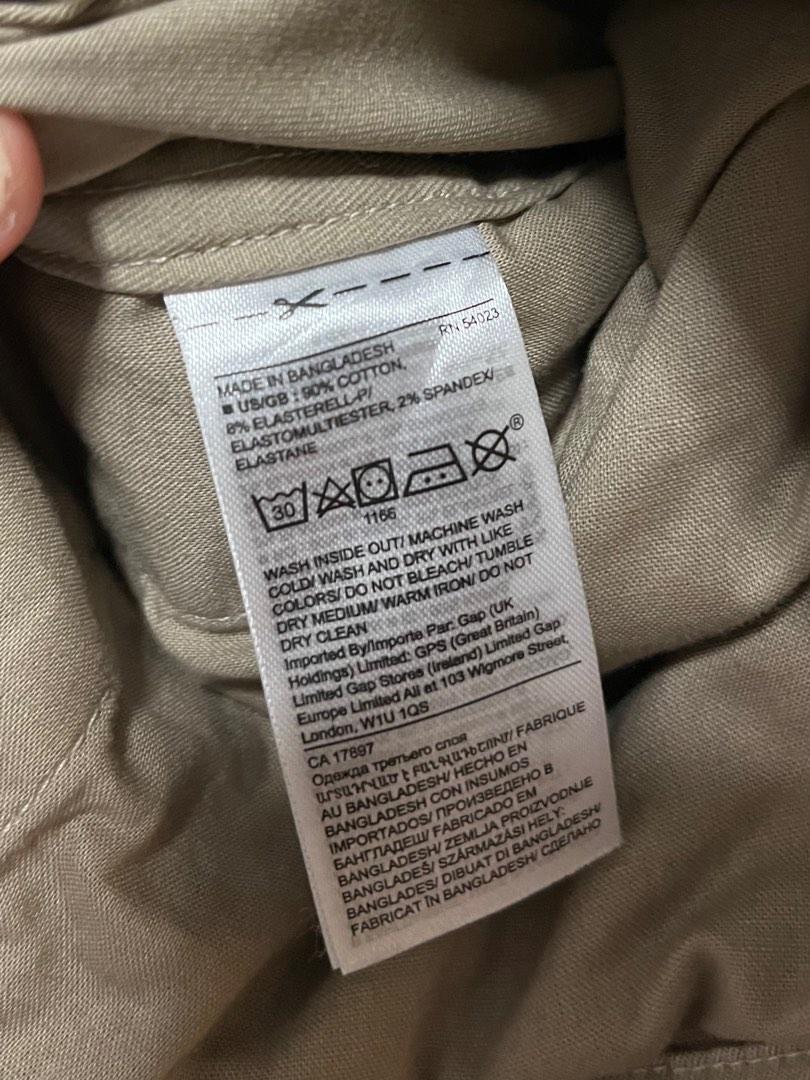 RN 54023
MADE IN BANGLADESH
■ US/GB : 90% COTTON,
8% ELASTERELL-P/
ELASTOMULTIESTER, 2% SPANDEX/
ELASTANE
30
®
1166
WASH INSIDE OUT/ MACHINE WASH
COLD/ WASH AND DRY WITH LIKE
COLORS/ DO NOT BLEACH/ TUMBLE
DRY MEDIUM/ WARM IRON/ DO NOT
DRY CLEAN
Imported By/Importe Par: Gap (UK
Holdings) Limited: GPS (Great Britain)
Limited Gap Stores (Ireland) Limited Gap
Europe Limited All at 103 Wigmore Street,
London, W1U 1QS
CA 17897
Одежда третьего слоя
ԱՐՏԱԴՐՎԱԾ Է ԲԱՆԳԼԱԴԵՇՈՒՄ/ FABRIQUE
AU BANGLADESH/ HECHO EN
BANGLADESH CON INSUMOS
IMPORTADOS/ ПРОИЗВЕДЕНО В
БАНГЛАДЕШ/ FABRICADO EM
BANGLADESH/ ZEMLJA PROIZVODNJE
BANGLADEŠ/ SZÁRMAZÁSI HELY:
BANGLADES/ DIBUAT DI BANGLADESH/
FABRICAT ÎN BANGLADESH/ СДЕЛАНО